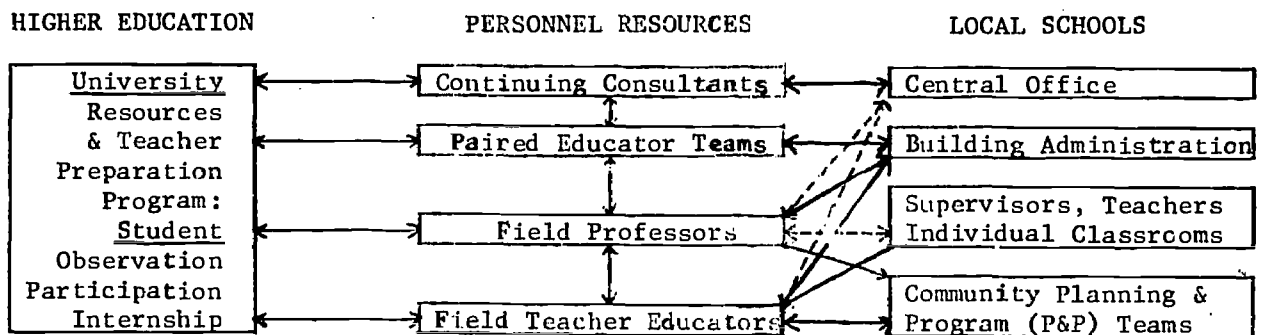 HIGHER EDUCATION
PERSONNEL RESOURCES
LOCAL SCHOOLS
University
Resources
& Teacher
Preparation
Program:
Student
Observation
Participation
Internship
Continuing Consultants
Paired Educator Teams
Field Professors
Field Teacher Educators
Central Office
Building Administration
Supervisors, Teachers
Individual Classrooms
Community Planning &
Program (P&P) Teams